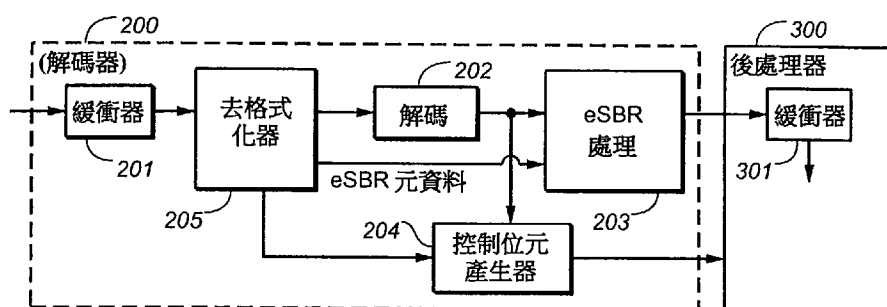 200
(解碼器)
緩衝器
201
去格式
化器
205
202
解碼
eSBR
處理
203
eSBR 元資料
204
控制位元
產生器
300
後處理器
緩衝器
301